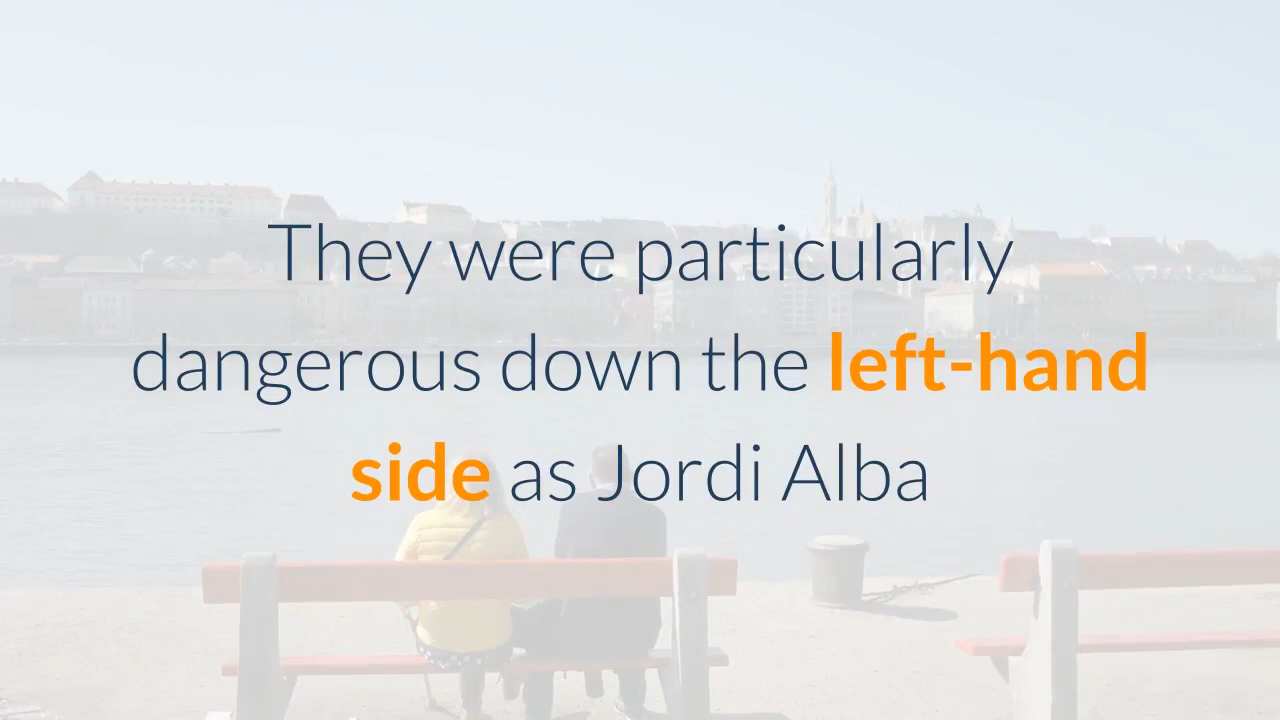 They were particularly
dangerous down the left-hand
side as Jordi Alba